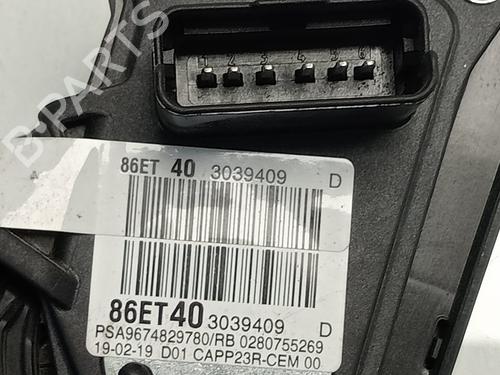 1 2 3 4 5 6
86ET 40 3039409 D
86ET40 3039409 D
PSA9674829780/RB 0280755269
19-02-19 D01 CAPP23R-CEM 00
B-PARTS